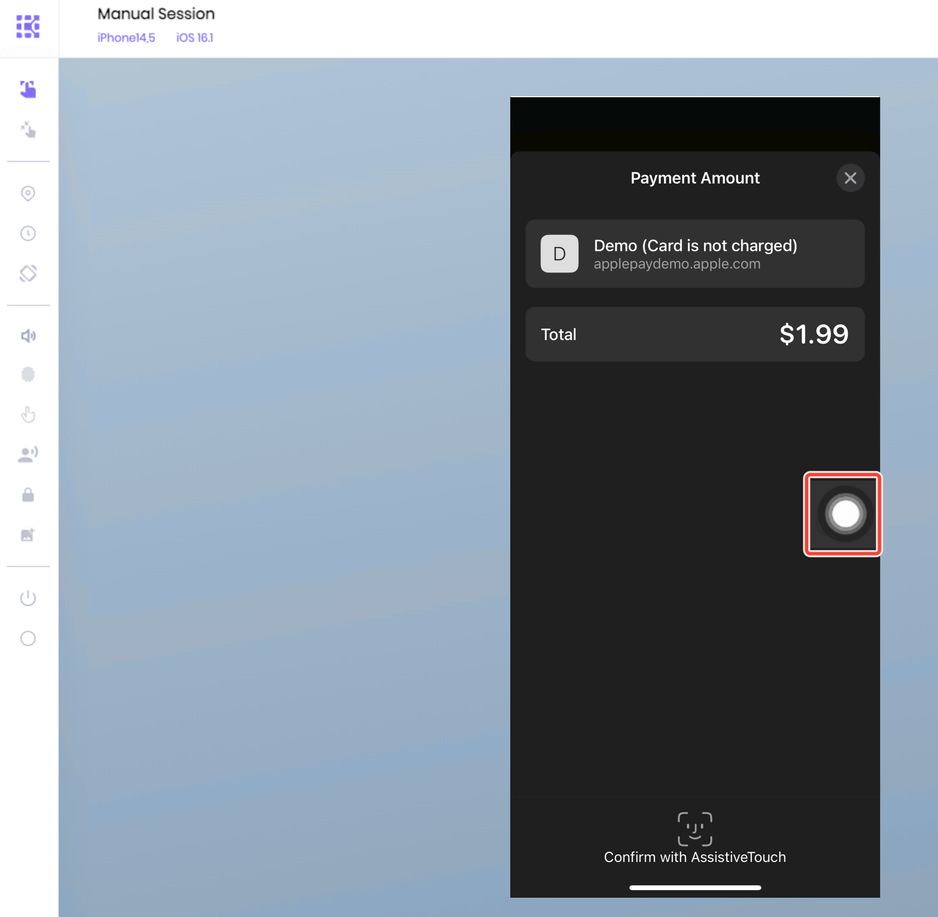 Manual Session
iPhone14,5 iOS 16.1
Payment Amount
D
Demo (Card is not charged)
applepaydemo.apple.com
Total $1.99
Confirm with AssistiveTouch